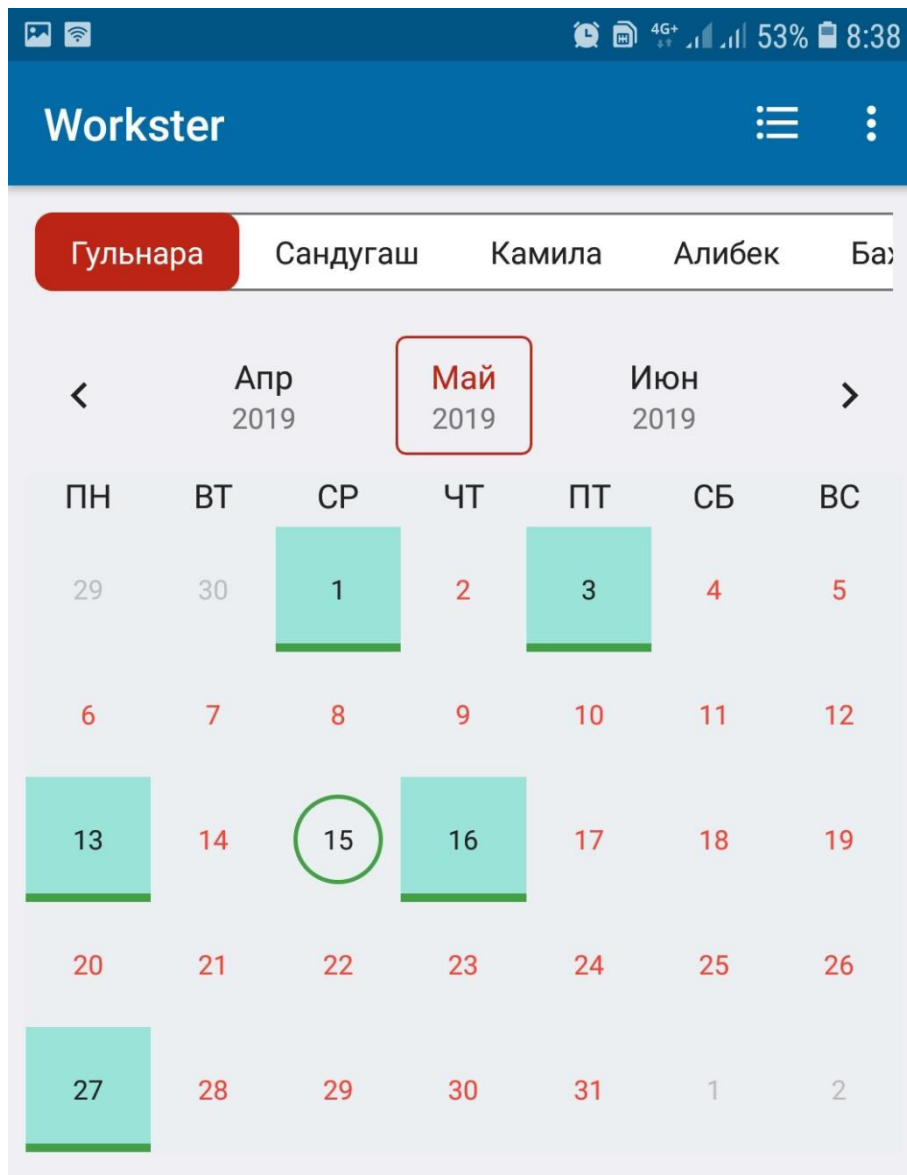 4G+ 53% 8:38
Workster
Гульнара Сандугаш Камила Алибек
Апр Май Июн
2019 2019 2019
ПН ВТ СР ЧТ ПТ СБ ВС
29 30 1 2 3 4 5
6 7 8 9 10 11 12
13 14 15 16 17 18 19
20 21 22 23 24 25 26
27 28 29 30 31 1 2